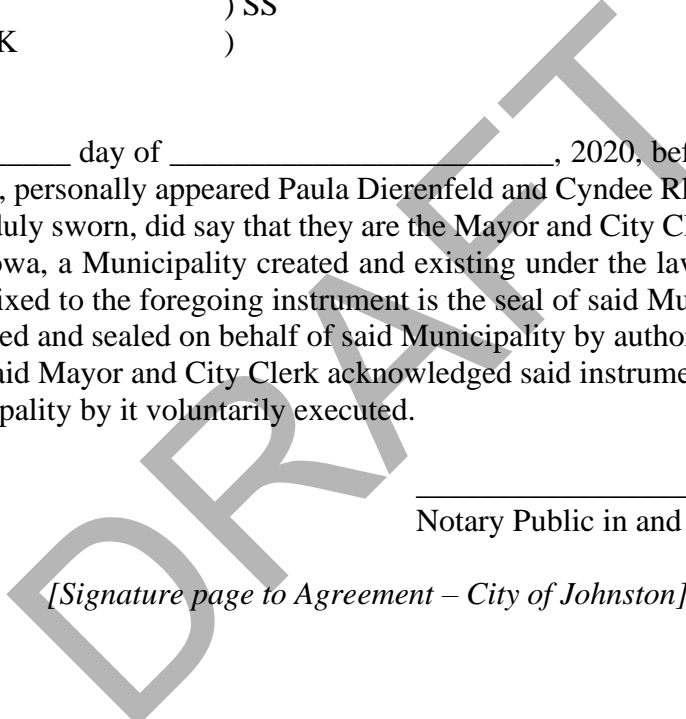 ) SS
K )
_____ day of ________________________, 2020, bef
, personally appeared Paula Dierenfeld and Cyndee Rh
duly sworn, did say that they are the Mayor and City Cl
owa, a Municipality created and existing under the law
ixed to the foregoing instrument is the seal of said Mu
ed and sealed on behalf of said Municipality by author
aid Mayor and City Clerk acknowledged said instrume
pality by it voluntarily executed.
_________________
Notary Public in and
[Signature page to Agreement – City of Johnston]
DRAFT